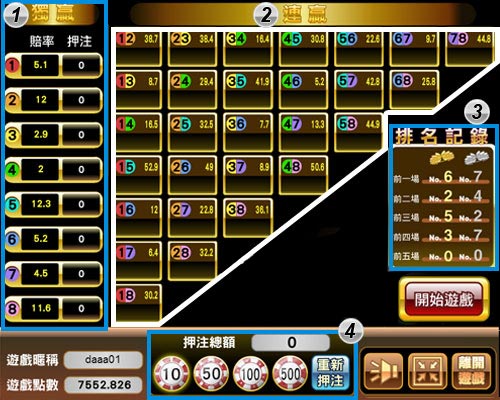 1 獨贏
2 連贏
賠率 押注
1 5.1 0
2 12 0
3 2.9 0
4 2 0
5 12.3 0
6 5.2 0
7 4.5 0
8 11.6 0
12 38.7 23 38.4 34 16.4 45 30.8 56 22.6 67 9.7 78 44.8
13 8.7 24 29.4 35 41.9 46 5.2 57 42.8 68 25.8
14 16.5 25 32.5 36 7.7 47 13.3 58 44.9
15 52.9 26 49 37 8.9 48 50.6
16 12 27 22.8 38 36.1
17 6.4 28 32.2
18 30.2
3
排名記錄
前一場 No.6 No.7
前二場 No.2 No.4
前三場 No.5 No.2
前四場 No.3 No.7
前五場 No.0 No.0
開始遊戲
4
押注總額 0
10 50 100 500 重新押注
遊戲暱稱 daaa01
遊戲點數 7552.826
離開遊戲